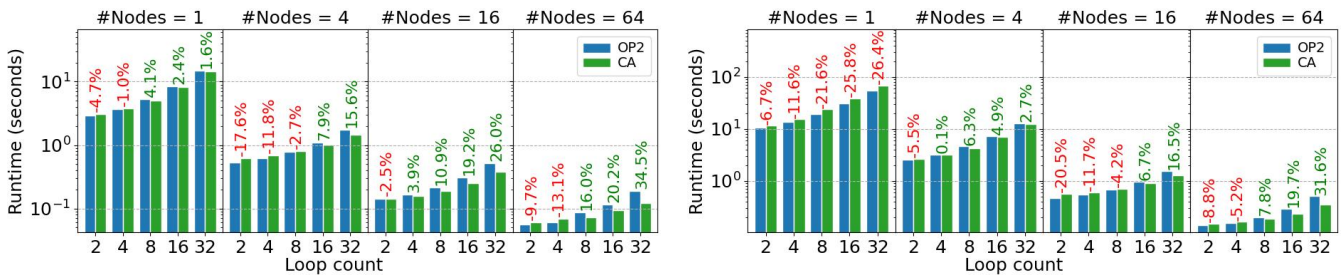 #Nodes = 1 #Nodes = 4 #Nodes = 16 #Nodes = 64
Runtime (seconds)
10^1
10^0
10^-1
-4.7% -1.0% 4.1% 2.4% 1.6%
-17.6% -11.8% -2.7% 7.9% 15.6%
-2.5% 3.9% 10.9% 19.2% 26.0%
-9.7% -13.1% 16.0% 20.2% 34.5%
OP2
CA
2 4 8 16 32 2 4 8 16 32 2 4 8 16 32 2 4 8 16 32
Loop count
#Nodes = 1 #Nodes = 4 #Nodes = 16 #Nodes = 64
Runtime (seconds)
10^2
10^1
10^0
-6.7% -11.6% -21.6% -25.8% -26.4%
-5.5% 0.1% 6.3% 4.9% 2.7%
-20.5% -11.7% -4.2% 6.7% 16.5%
-8.8% -5.2% 7.8% 19.7% 31.6%
OP2
CA
2 4 8 16 32 2 4 8 16 32 2 4 8 16 32 2 4 8 16 32
Loop count